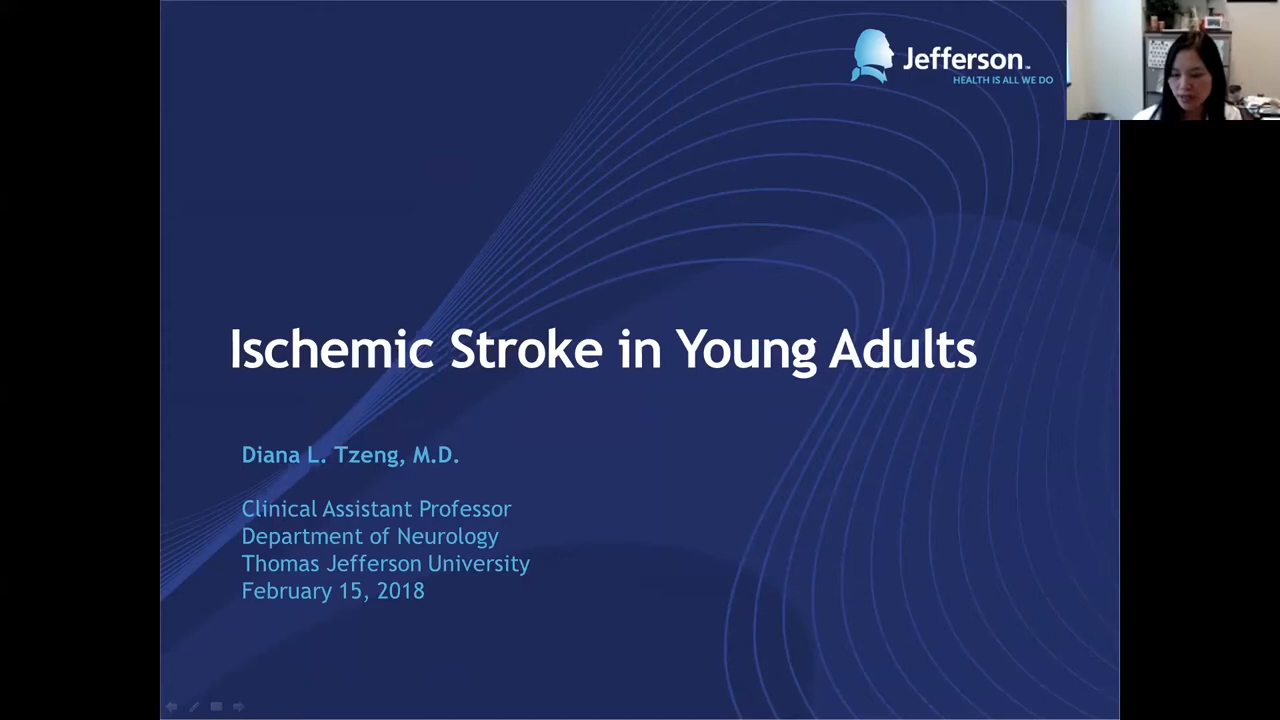 Jefferson™
HEALTH IS ALL WE DO
Ischemic Stroke in Young Adults
Diana L. Tzeng, M.D.
Clinical Assistant Professor
Department of Neurology
Thomas Jefferson University
February 15, 2018